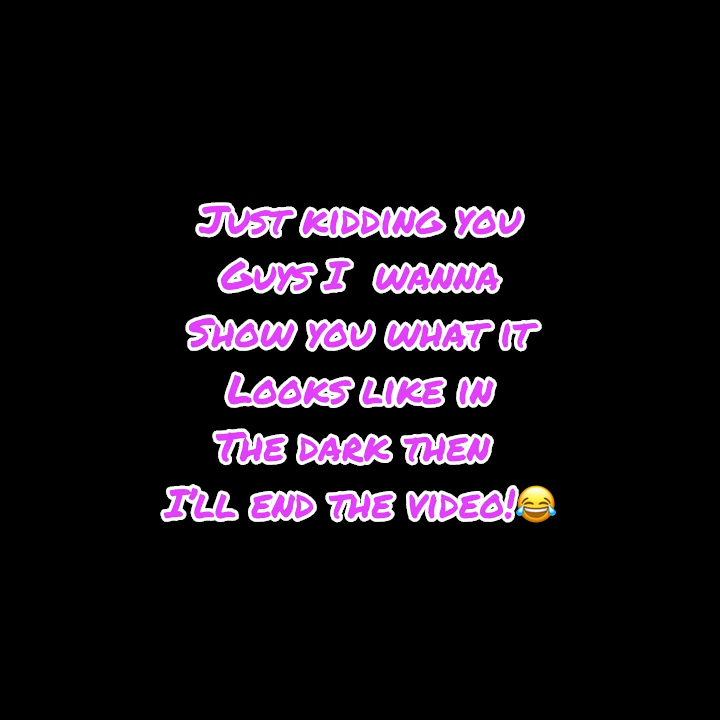 Just kidding you
Guys I  wanna
Show you what it
Looks like in
The dark then
I'll end the video!😂